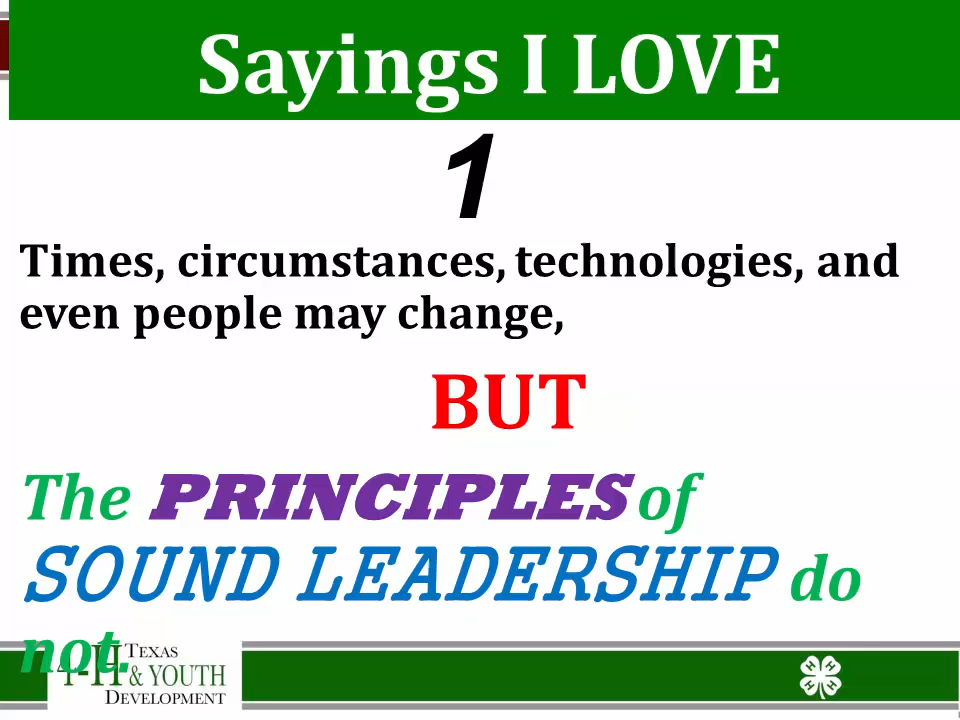 Sayings I LOVE
1
Times, circumstances, technologies, and
even people may change,
BUT
The PRINCIPLES of
SOUND LEADERSHIP do
not.
4-H TEXAS
& YOUTH
DEVELOPMENT
H H H H